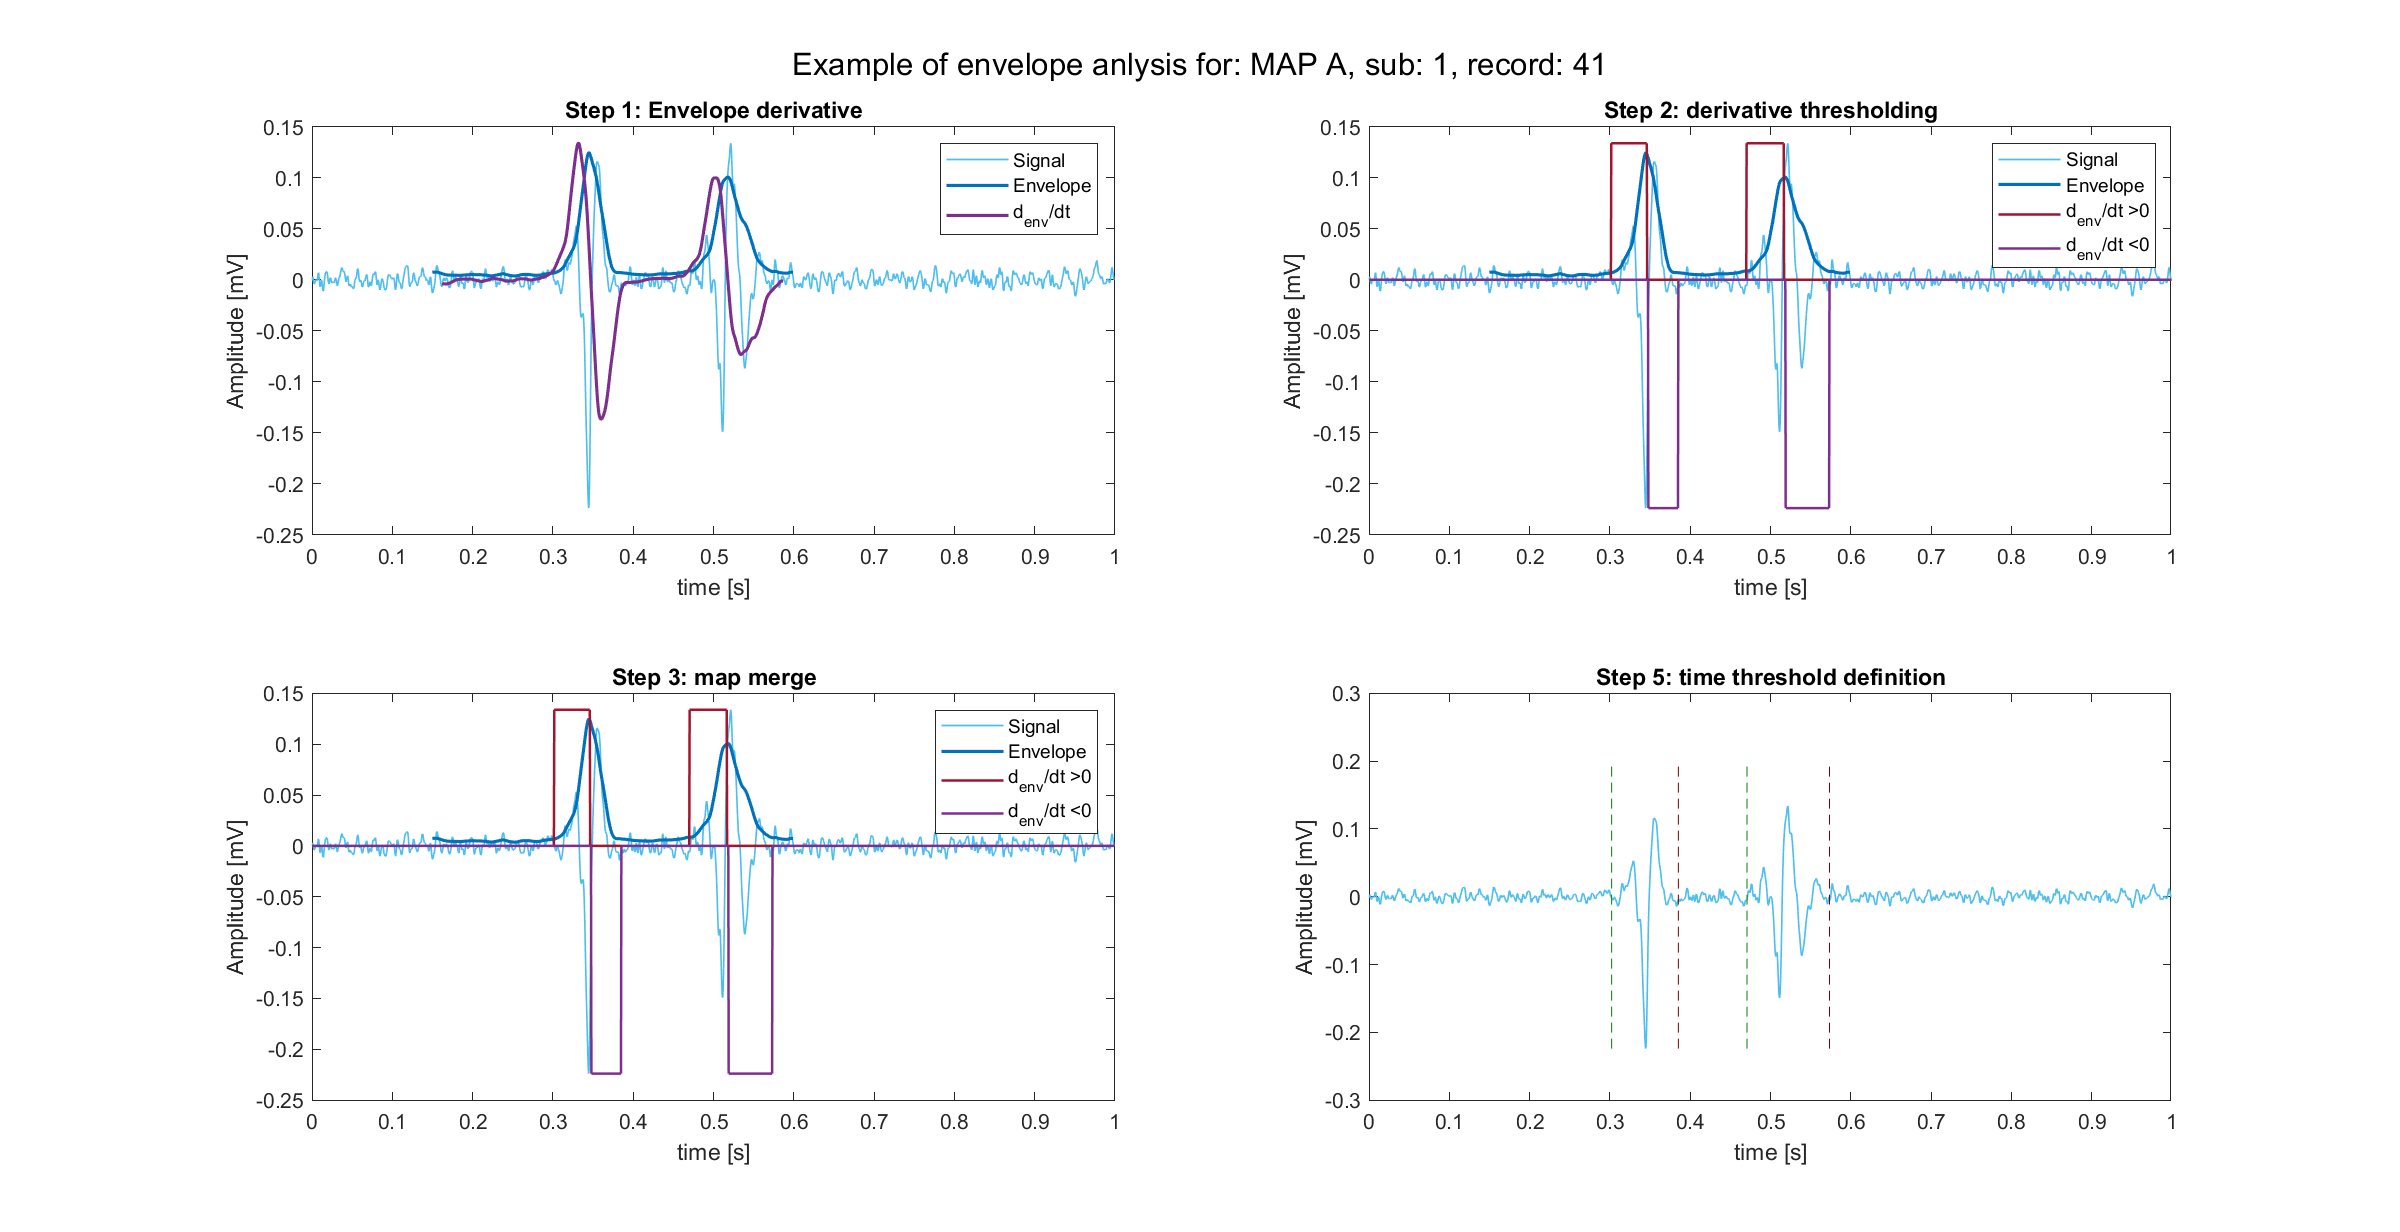 Example of envelope anlysis for: MAP A, sub: 1, record: 41
Step 1: Envelope derivative
0.15
0.1
0.05
0
-0.05
-0.1
-0.15
-0.2
-0.25
Amplitude [mV]
0 0.1 0.2 0.3 0.4 0.5 0.6 0.7 0.8 0.9 1
time [s]
Signal
Envelope
d_env/dt
Step 2: derivative thresholding
0.15
0.1
0.05
0
-0.05
-0.1
-0.15
-0.2
-0.25
Amplitude [mV]
0 0.1 0.2 0.3 0.4 0.5 0.6 0.7 0.8 0.9 1
time [s]
Signal
Envelope
d_env/dt >0
d_env/dt <0
Step 3: map merge
0.15
0.1
0.05
0
-0.05
-0.1
-0.15
-0.2
-0.25
Amplitude [mV]
0 0.1 0.2 0.3 0.4 0.5 0.6 0.7 0.8 0.9 1
time [s]
Signal
Envelope
d_env/dt >0
d_env/dt <0
Step 5: time threshold definition
0.3
0.2
0.1
0
-0.1
-0.2
-0.3
Amplitude [mV]
0 0.1 0.2 0.3 0.4 0.5 0.6 0.7 0.8 0.9 1
time [s]